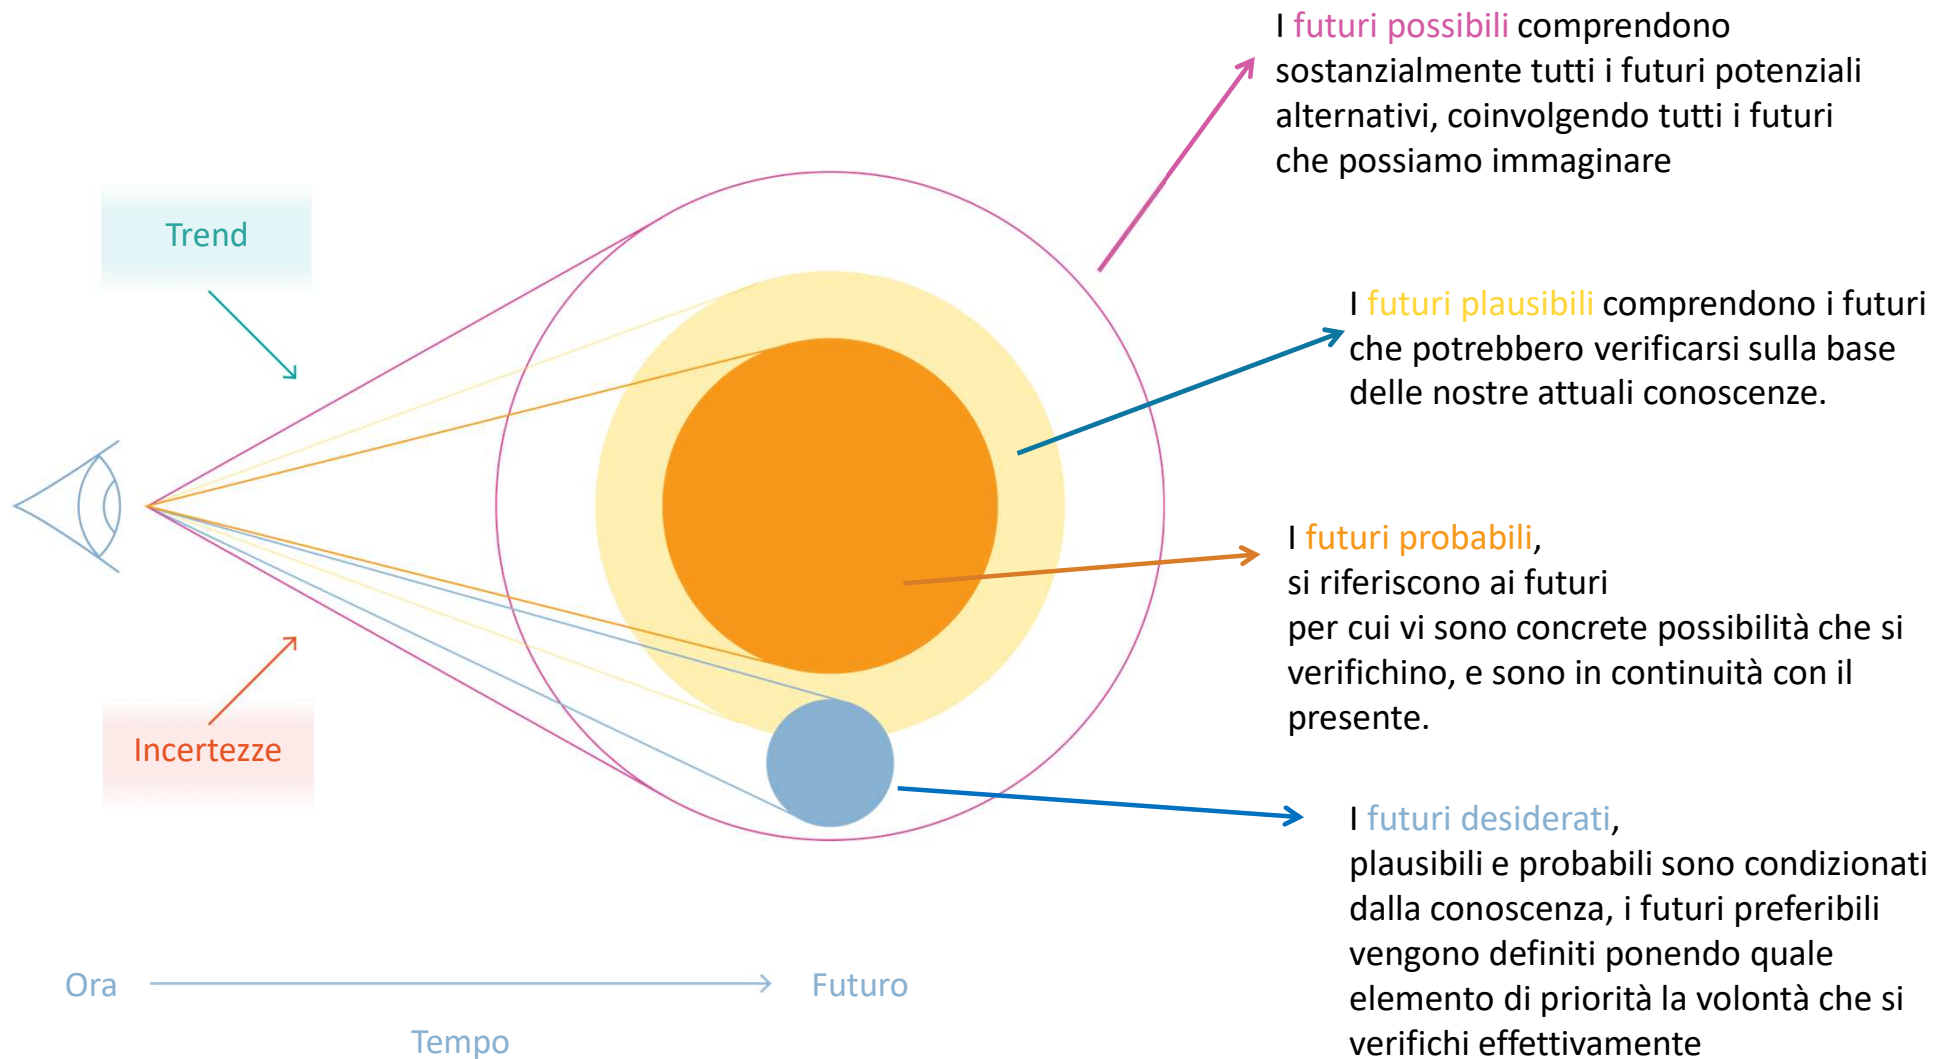 I futuri possibili comprendono
sostanzialmente tutti i futuri potenziali
alternativi, coinvolgendo tutti i futuri
che possiamo immaginare
Trend
I futuri plausibili comprendono i futuri
che potrebbero verificarsi sulla base
delle nostre attuali conoscenze.
I futuri probabili,
si riferiscono ai futuri
per cui vi sono concrete possibilità che si
verifichino, e sono in continuità con il
presente.
Incertezze
I futuri desiderati,
plausibili e probabili sono condizionati
dalla conoscenza, i futuri preferibili
vengono definiti ponendo quale
elemento di priorità la volontà che si
verifichi effettivamente
Ora
Futuro
Tempo